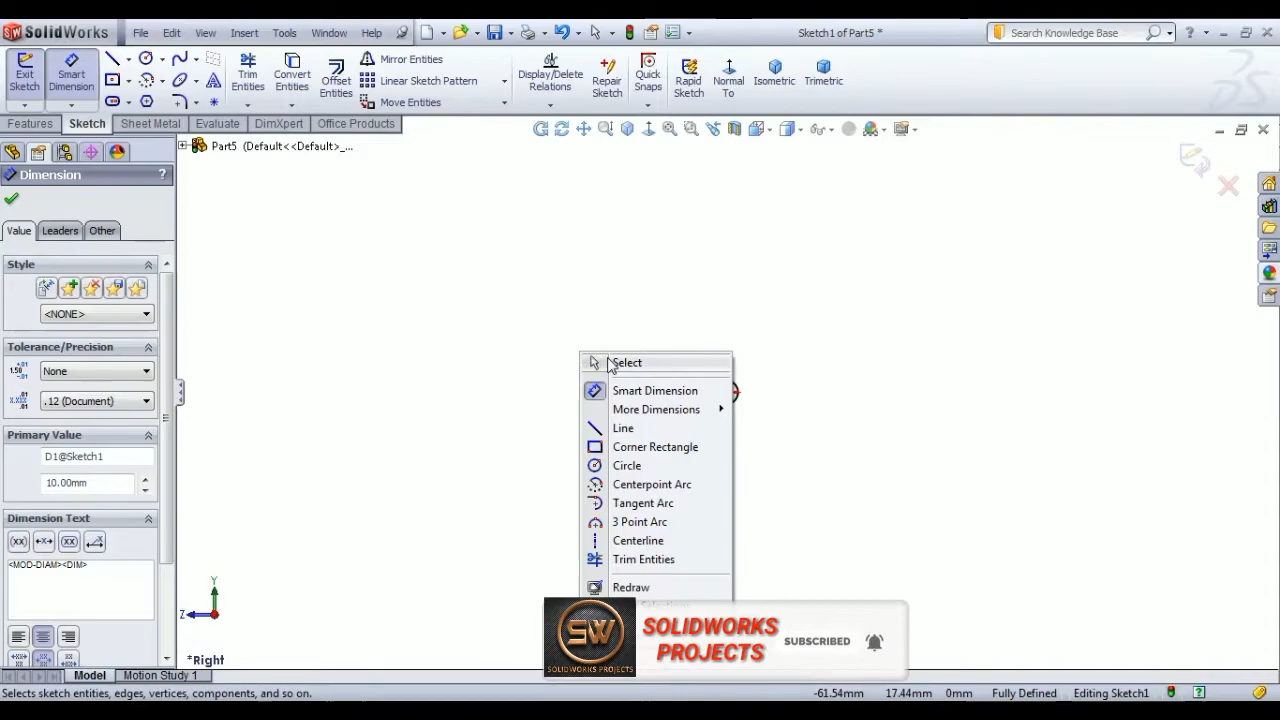 SolidWorks File Edit View Insert Tools Window Help Sketch1 of Part5 * Search Knowledge Base
Exit Sketch
Smart Dimension
Trim Entities
Convert Entities
Offset Entities
Mirror Entities
Linear Sketch Pattern
Move Entities
Display/Delete Relations
Repair Sketch
Quick Snaps
Rapid Sketch
Normal To
Isometric
Trimetric
Features Sketch Sheet Metal Evaluate DimXpert Office Products
Part5 (Default<<Default>_...
Dimension ?
Value Leaders Other
Style
<NONE>
Tolerance/Precision
1.50 +.01 -.01 None
.12 (Document)
Primary Value
D1@Sketch1
10.00mm
Dimension Text
(xx)
<MOD-DIAM><DIM>
Select
Smart Dimension
More Dimensions
Line
Corner Rectangle
Circle
Centerpoint Arc
Tangent Arc
3 Point Arc
Centerline
Trim Entities
Redraw
Y
Z
*Right
SW
SOLIDWORKS PROJECTS
SOLIDWORKS
PROJECTS
SUBSCRIBED
Model Motion Study 1
Selects sketch entities, edges, vertices, components, and so on. -61.54mm 17.44mm 0mm Fully Defined Editing Sketch1